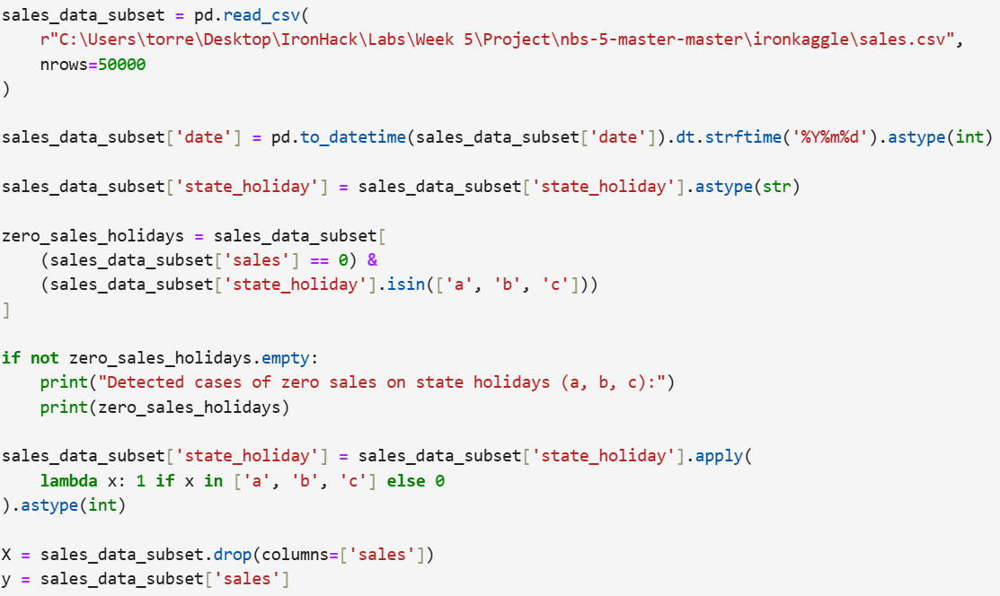 sales_data_subset = pd.read_csv(
    r"C:\Users\torre\Desktop\IronHack\Labs\Week 5\Project\nbs-5-master-master\ironkaggle\sales.csv",
    nrows=50000
)

sales_data_subset['date'] = pd.to_datetime(sales_data_subset['date']).dt.strftime('%Y%m%d').astype(int)

sales_data_subset['state_holiday'] = sales_data_subset['state_holiday'].astype(str)

zero_sales_holidays = sales_data_subset[
    (sales_data_subset['sales'] == 0) &
    (sales_data_subset['state_holiday'].isin(['a', 'b', 'c']))
]

if not zero_sales_holidays.empty:
    print("Detected cases of zero sales on state holidays (a, b, c):")
    print(zero_sales_holidays)

sales_data_subset['state_holiday'] = sales_data_subset['state_holiday'].apply(
    lambda x: 1 if x in ['a', 'b', 'c'] else 0
).astype(int)

X = sales_data_subset.drop(columns=['sales'])
y = sales_data_subset['sales']